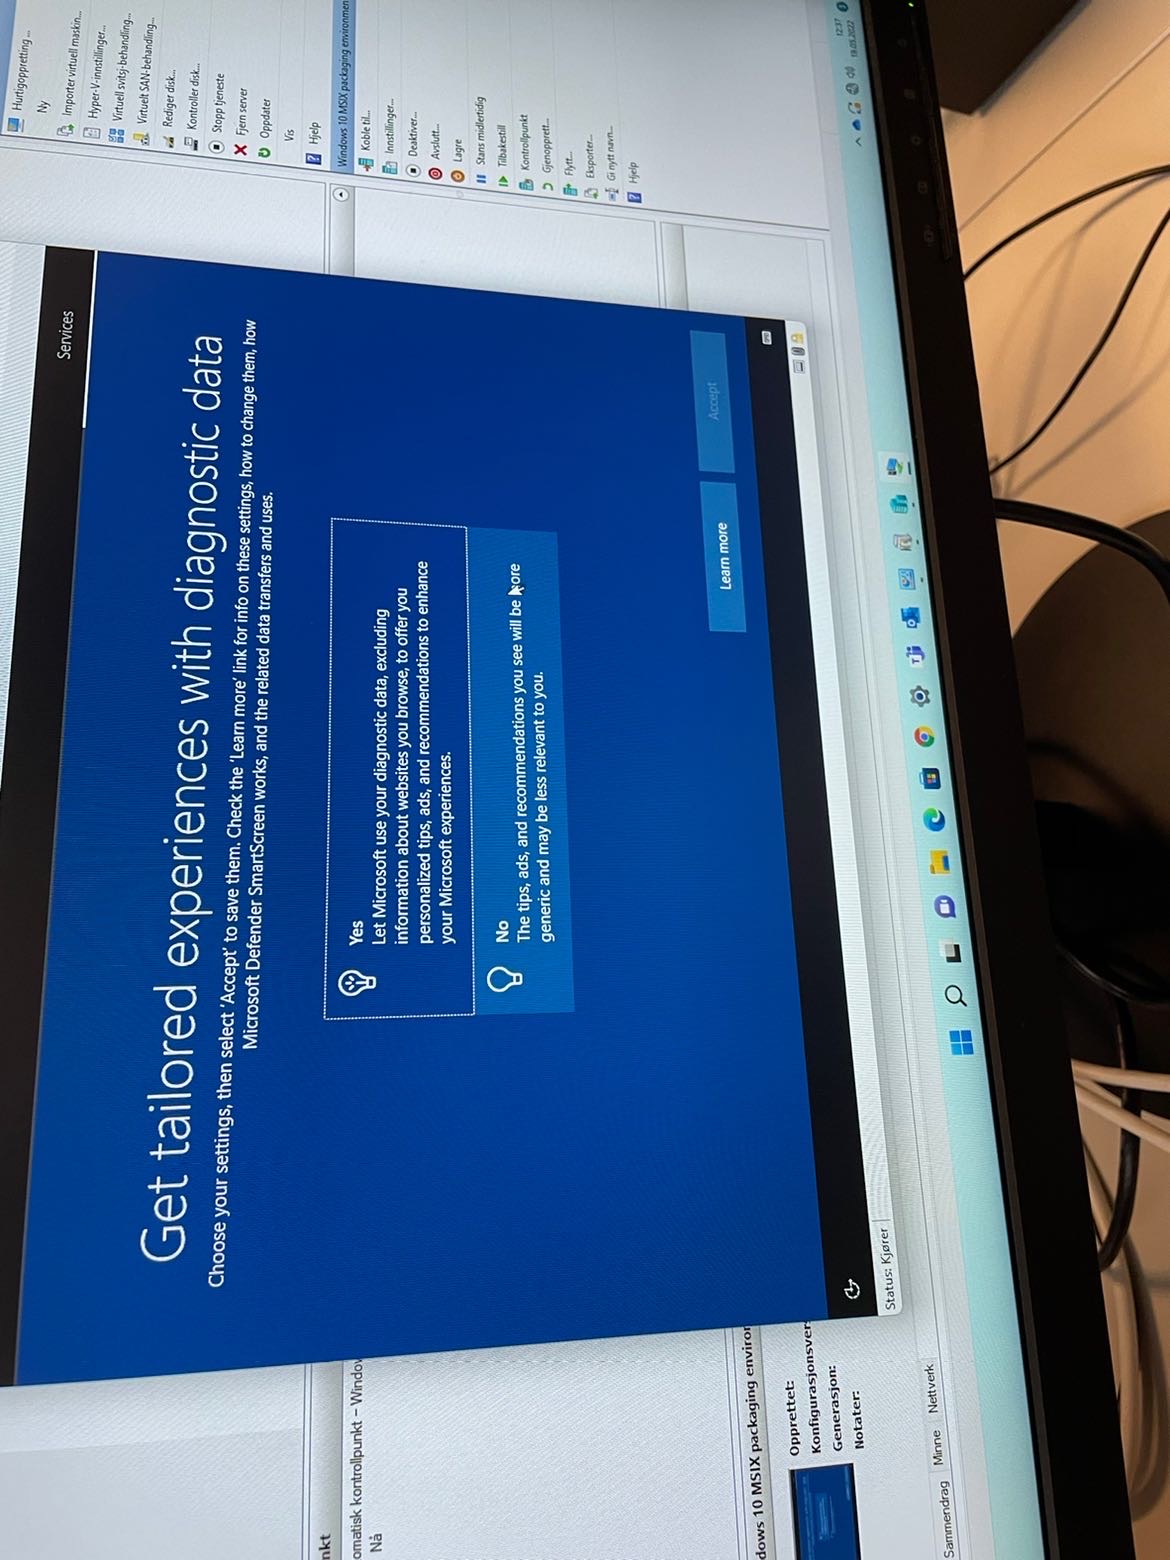 Services
Get tailored experiences with diagnostic data
Choose your settings, then select 'Accept' to save them. Check the 'Learn more' link for info on these settings, how to change them, how
Microsoft Defender SmartScreen works, and the related data transfers and uses.
Yes
Let Microsoft use your diagnostic data, excluding
information about websites you browse, to offer you
personalized tips, ads, and recommendations to enhance
your Microsoft experiences.
No
The tips, ads, and recommendations you see will be more
generic and may be less relevant to you.
Learn more
Accept
Status: Kjører
nkt
omatisk kontrollpunkt – Window
Nå
dows 10 MSIX packaging environ
Opprettet:
Konfigurasjonsvers
Generasjon:
Notater:
Sammendrag Minne Nettverk
Hurtigoppretting ...
Ny
Importer virtuell maskin...
Hyper-V-innstillinger...
Virtuell svitsj-behandling...
Virtuelt SAN-behandling...
Rediger disk...
Kontroller disk...
Stopp tjeneste
Fjern server
Oppdater
Vis
Hjelp
Windows 10 MSIX packaging environmen
Koble til...
Innstillinger...
Deaktiver...
Avslutt...
Lagre
Stans midlertidig
Tilbakestill
Kontrollpunkt
Gjenopprett...
Flytt...
Eksporter...
Gi nytt navn...
Hjelp
12:37
19.05.2022